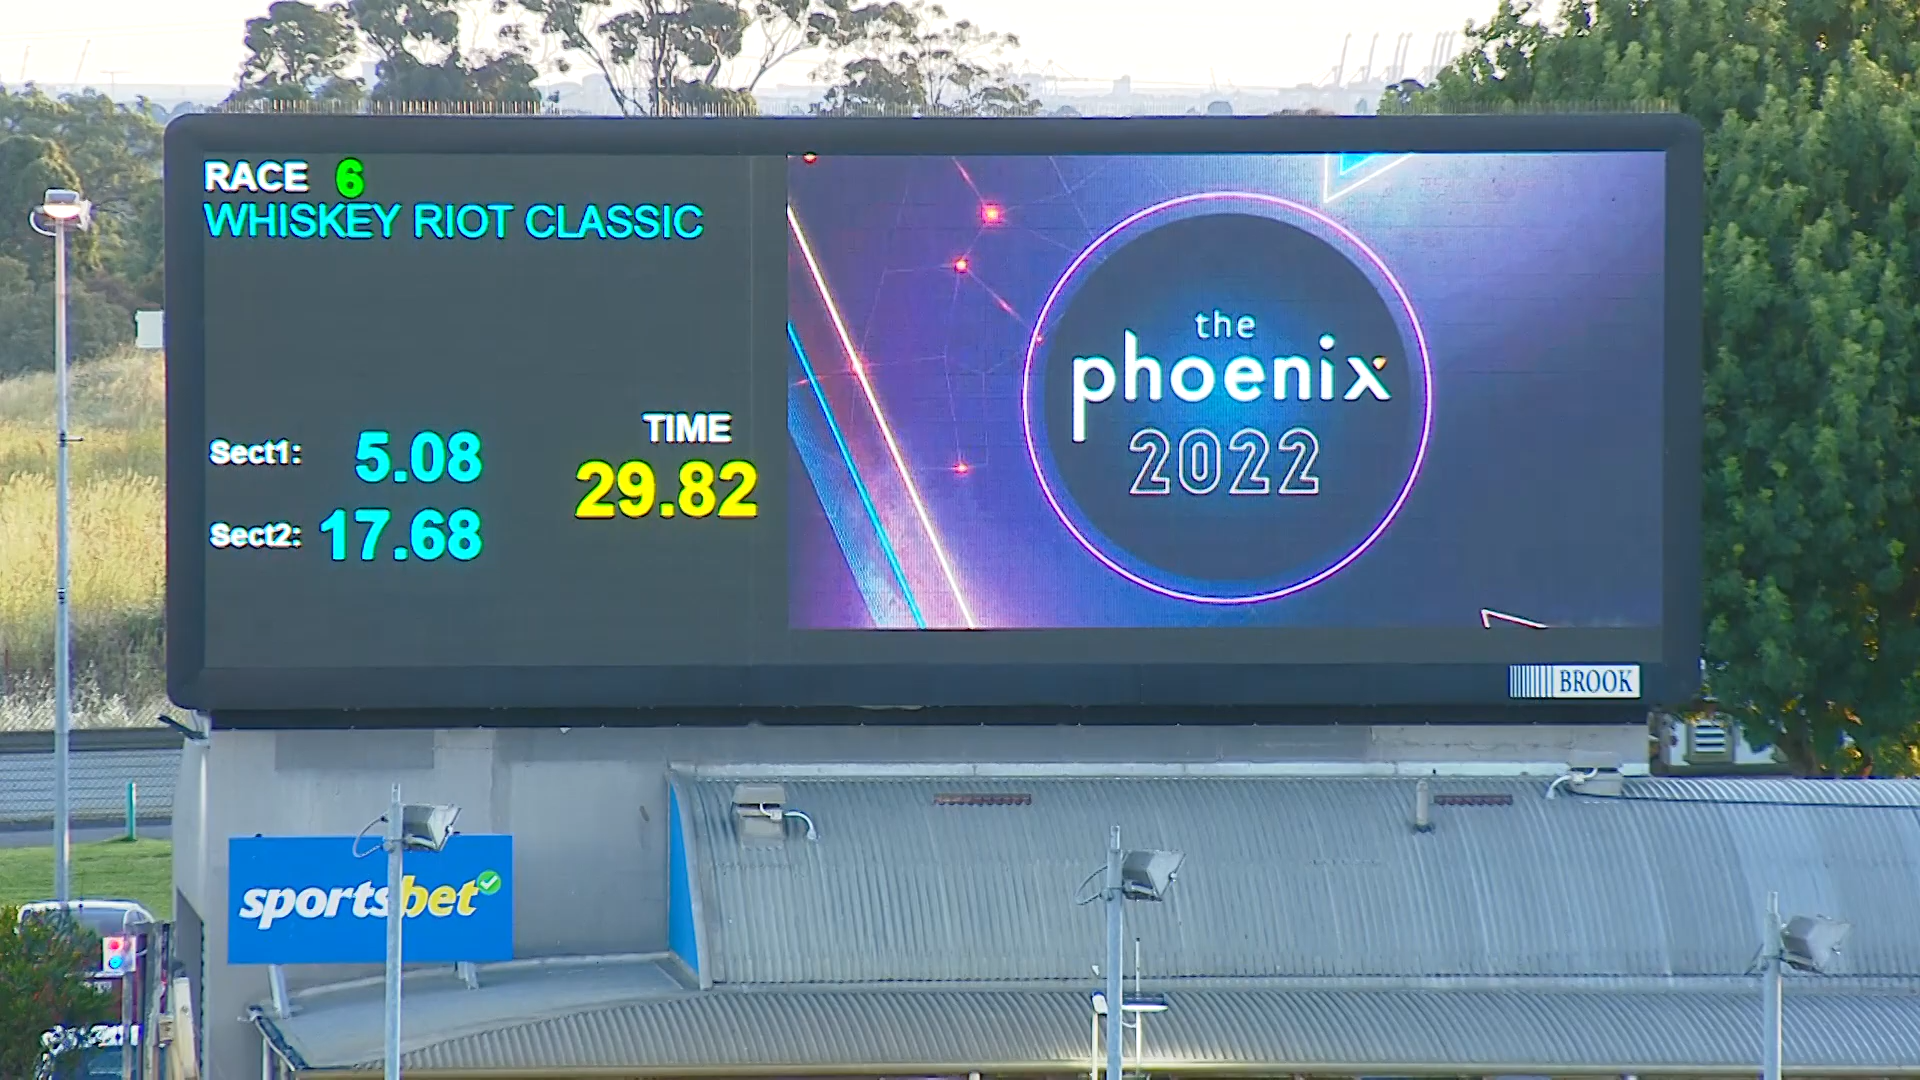 RACE 6
WHISKEY RIOT CLASSIC
Sect1: 5.08
Sect2: 17.68
TIME
29.82
the
phoenix
2022
BROOK
sportsbet